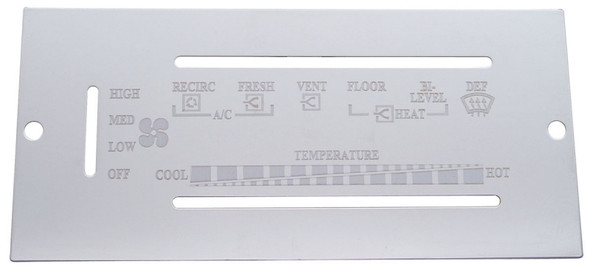 HIGH
MED
LOW
OFF
RECIRC FRESH VENT FLOOR BI-LEVEL DEF
A/C HEAT
TEMPERATURE
COOL HOT